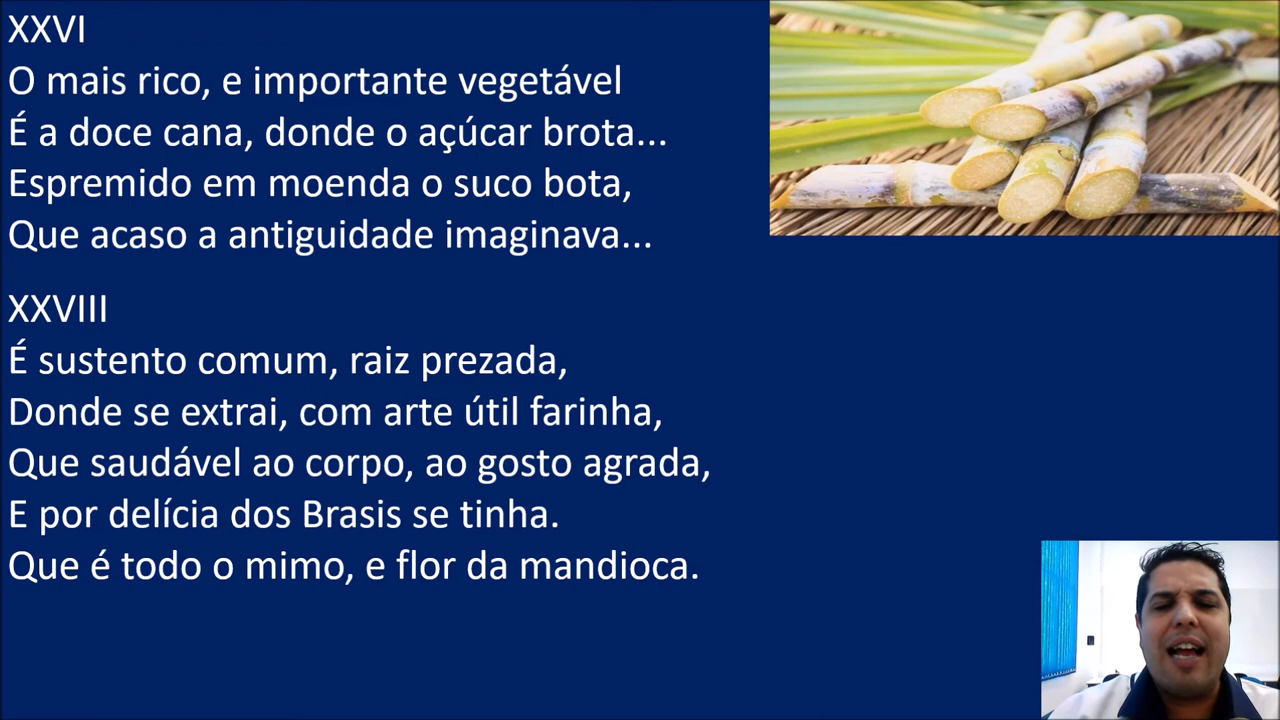 XXVI
O mais rico, e importante vegetável
É a doce cana, donde o açúcar brota...
Espremido em moenda o suco bota,
Que acaso a antiguidade imaginava...
XXVIII
É sustento comum, raiz prezada,
Donde se extrai, com arte útil farinha,
Que saudável ao corpo, ao gosto agrada,
E por delícia dos Brasis se tinha.
Que é todo o mimo, e flor da mandioca.